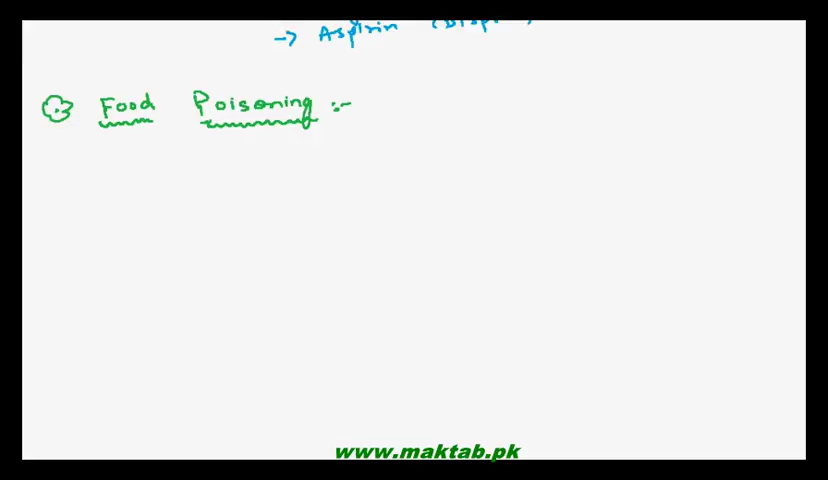 → Aspirin
Food Poisoning :-
www.maktab.pk